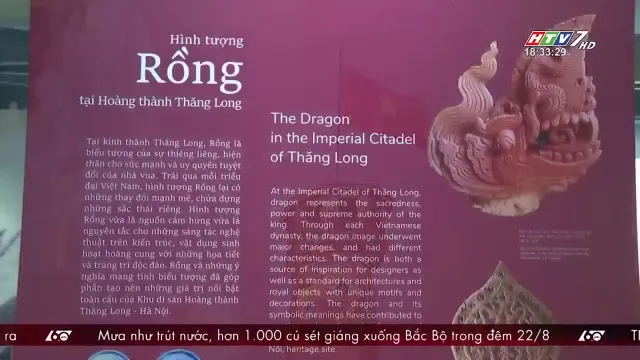 HTV7 HD
18:33:29
Hình tượng
Rồng
tại Hoàng thành Thăng Long
Tại kinh thành Thăng Long, Rồng là
biểu tượng của sự thiêng liêng, hiện
thân cho sức mạnh và uy quyền tuyệt
đối của nhà vua. Trải qua mỗi triều
đại Việt Nam, hình tượng Rồng lại có
những thay đổi mạnh mẽ, chứa đựng
những sắc thái riêng. Hình tượng
Rồng vừa là nguồn cảm hứng vừa là
nguyên tắc cho những sáng tác nghệ
thuật trên kiến trúc, vật dụng sinh
hoạt hoàng cung với những họa tiết
và trang trí độc đáo. Rồng và những ý
nghĩa mang tính biểu tượng đã góp
phần tạo nên những giá trị nổi bật
toàn cầu của Khu di sản Hoàng thành
Thăng Long - Hà Nội.
The Dragon
in the Imperial Citadel
of Thăng Long
At the Imperial Citadel of Thăng Long,
dragon represents the sacredness,
power and supreme authority of the
king. Through each Vietnamese
dynasty, the dragon image underwent
major changes, and had different
characteristics. The dragon is both a
source of inspiration for designers as
well as a standard for architectures and
royal objects with unique motifs and
decorations. The dragon and its
symbolic meanings have contributed to
Nội, heritage site
ra
60
Mưa như trút nước, hơn 1.000 cú sét giáng xuống Bắc Bộ trong đêm 22/8
60